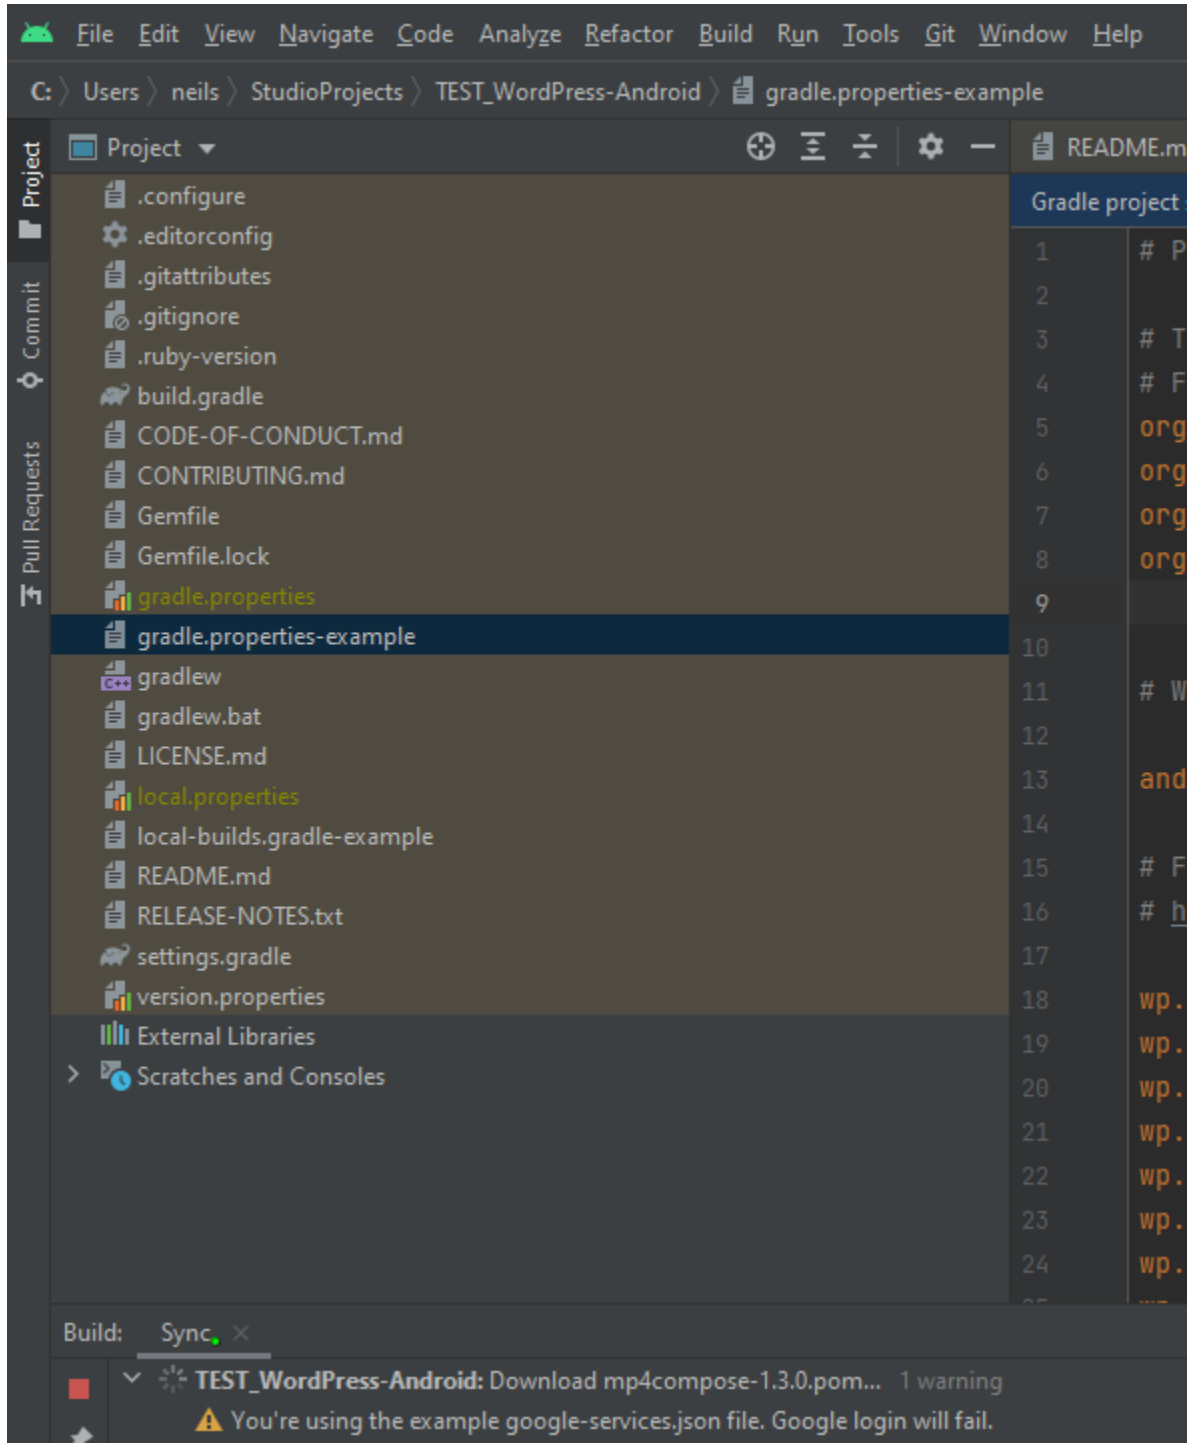 File Edit View Navigate Code Analyze Refactor Build Run Tools Git Window Help
C: Users neils StudioProjects TEST_WordPress-Android gradle.properties-example
Project
Commit
Pull Requests
Project
.configure
.editorconfig
.gitattributes
.gitignore
.ruby-version
build.gradle
CODE-OF-CONDUCT.md
CONTRIBUTING.md
Gemfile
Gemfile.lock
gradle.properties
gradle.properties-example
gradlew
gradlew.bat
LICENSE.md
local.properties
local-builds.gradle-example
README.md
RELEASE-NOTES.txt
settings.gradle
version.properties
External Libraries
Scratches and Consoles
README.m
Gradle project
1 # P
2
3 # T
4 # F
5 org
6 org
7 org
8 org
9
10
11 # W
12
13 and
14
15 # F
16 # h
17
18 wp.
19 wp.
20 wp.
21 wp.
22 wp.
23 wp.
24 wp.
Build: Sync
TEST_WordPress-Android: Download mp4compose-1.3.0.pom... 1 warning
You're using the example google-services.json file. Google login will fail.